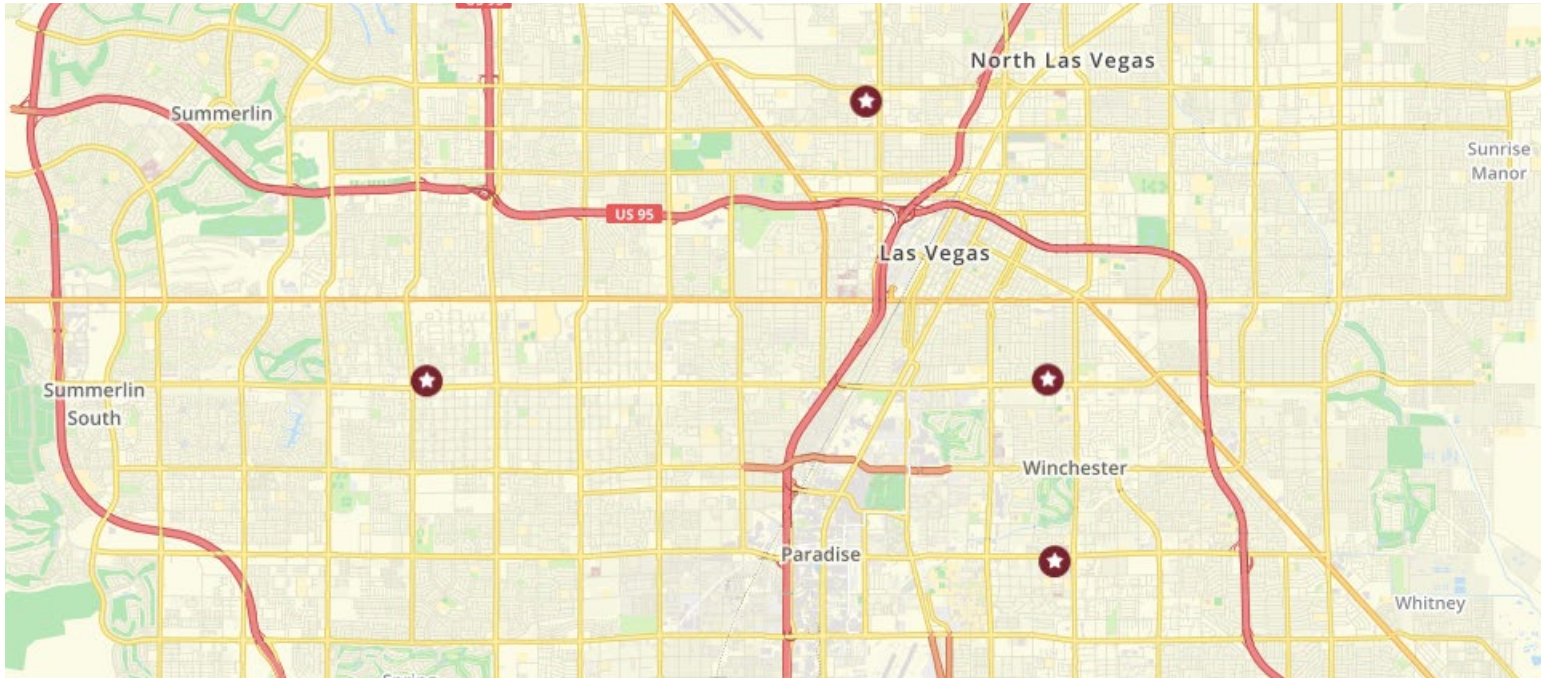 North Las Vegas
Summerlin
Sunrise
Manor
US 95
Las Vegas
Summerlin
South
Winchester
Paradise
Whitney